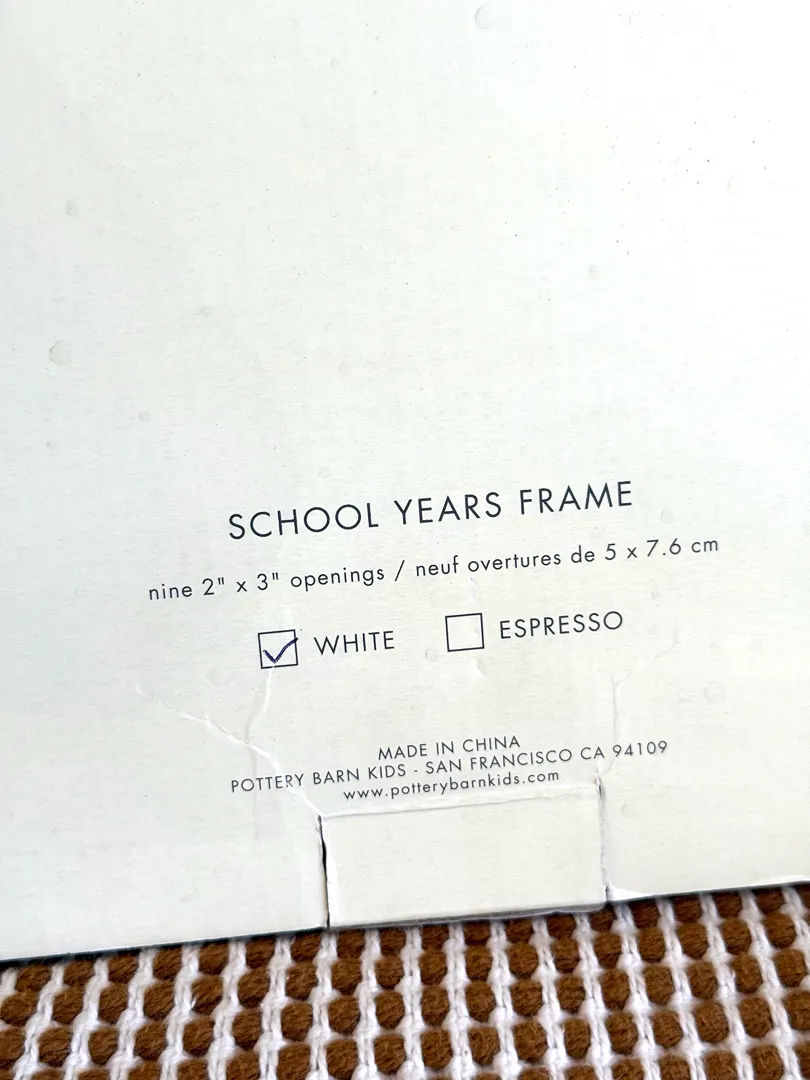 SCHOOL YEARS FRAME
nine 2" x 3" openings / neuf overtures de 5 x 7.6 cm
WHITE ESPRESSO
MADE IN CHINA
POTTERY BARN KIDS - SAN FRANCISCO CA 94109
www.potterybarnkids.com